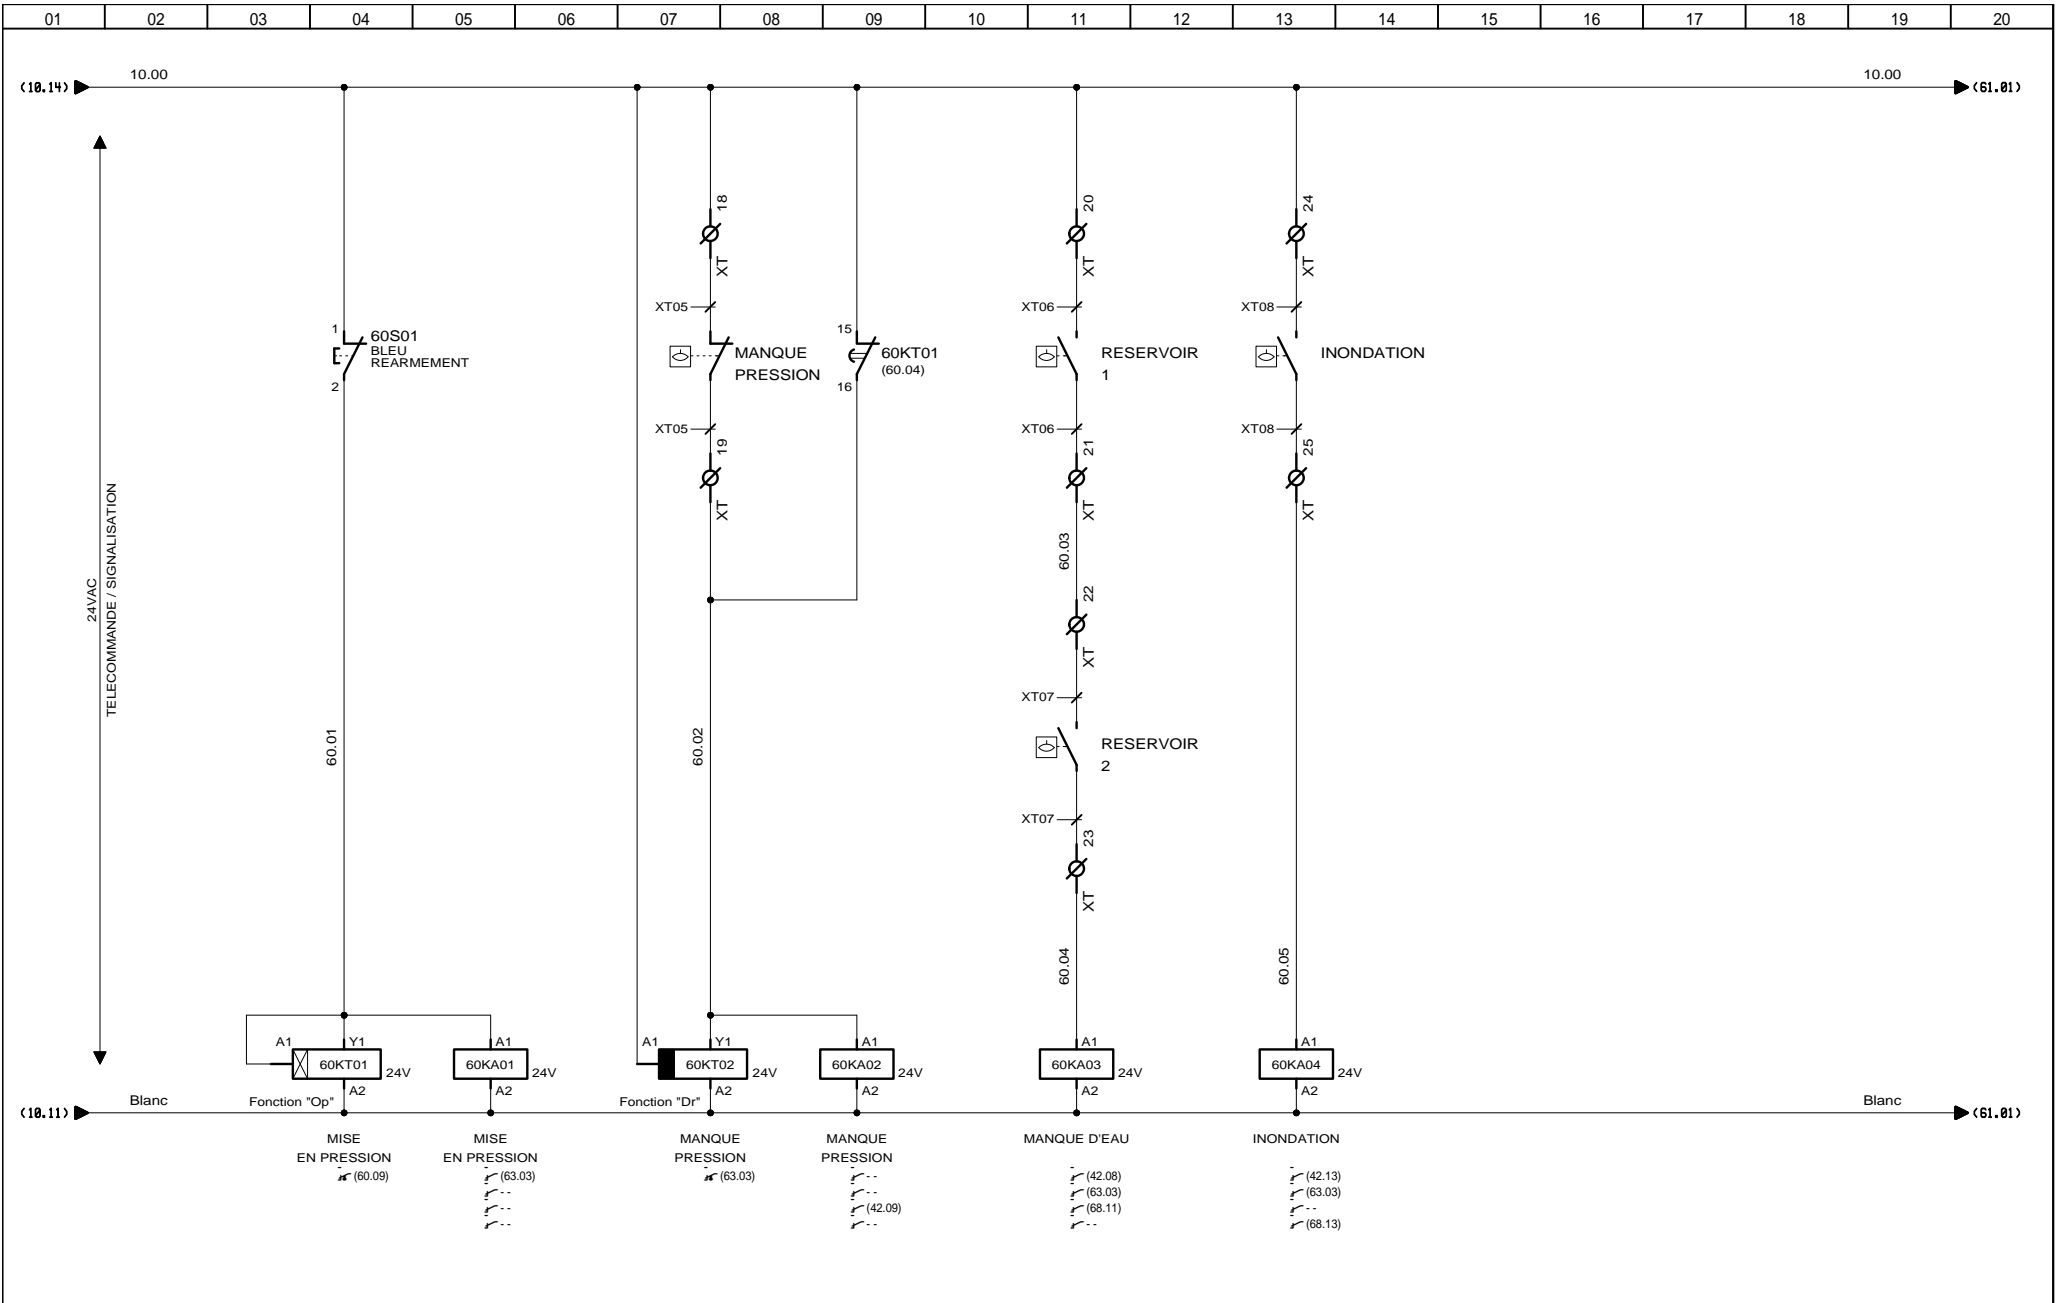 01 02 03 04 05 06 07 08 09 10 11 12 13 14 15 16 17 18 19 20
10.00 10.00
(10.14) (61.01)
18 20 24
XT XT XT
XT05 XT06 XT08
1 60S01
BLEU
REARMEMENT
2
MANQUE
PRESSION
15
60KT01
(60.04)
16
RESERVOIR
1
INONDATION
XT05 XT06 XT08
19 21 25
XT XT XT
24VAC
TELECOMMANDE / SIGNALISATION
60.03
22
XT
XT07
60.01 60.02
RESERVOIR
2
XT07
23
XT
60.04 60.05
A1 Y1 A1 A1 Y1 A1 A1 A1
60KT01 24V 60KA01 24V 60KT02 24V 60KA02 24V 60KA03 24V 60KA04 24V
A2 A2 A2 A2 A2 A2
Blanc Fonction "Op" Fonction "Dr" Blanc
(10.11) (61.01)
MISE MISE MANQUE MANQUE MANQUE D'EAU INONDATION
EN PRESSION EN PRESSION PRESSION PRESSION
(60.09) (63.03) (63.03) - - (42.08) (42.13)
- - - - (63.03) (63.03)
- - (42.09) (68.11) - -
- - - - - - (68.13)